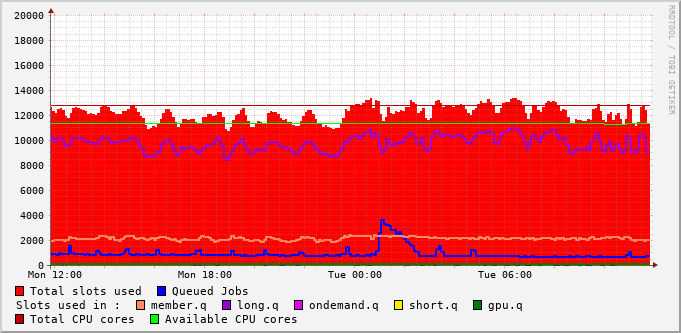 20000
18000
16000
14000
12000
10000
8000
6000
4000
2000
0
Mon 12:00 Mon 18:00 Tue 00:00 Tue 06:00
RRDTOOL / TOBI OETIKER
Total slots used Queued Jobs
Slots used in : member.q long.q ondemand.q short.q gpu.q
Total CPU cores Available CPU cores